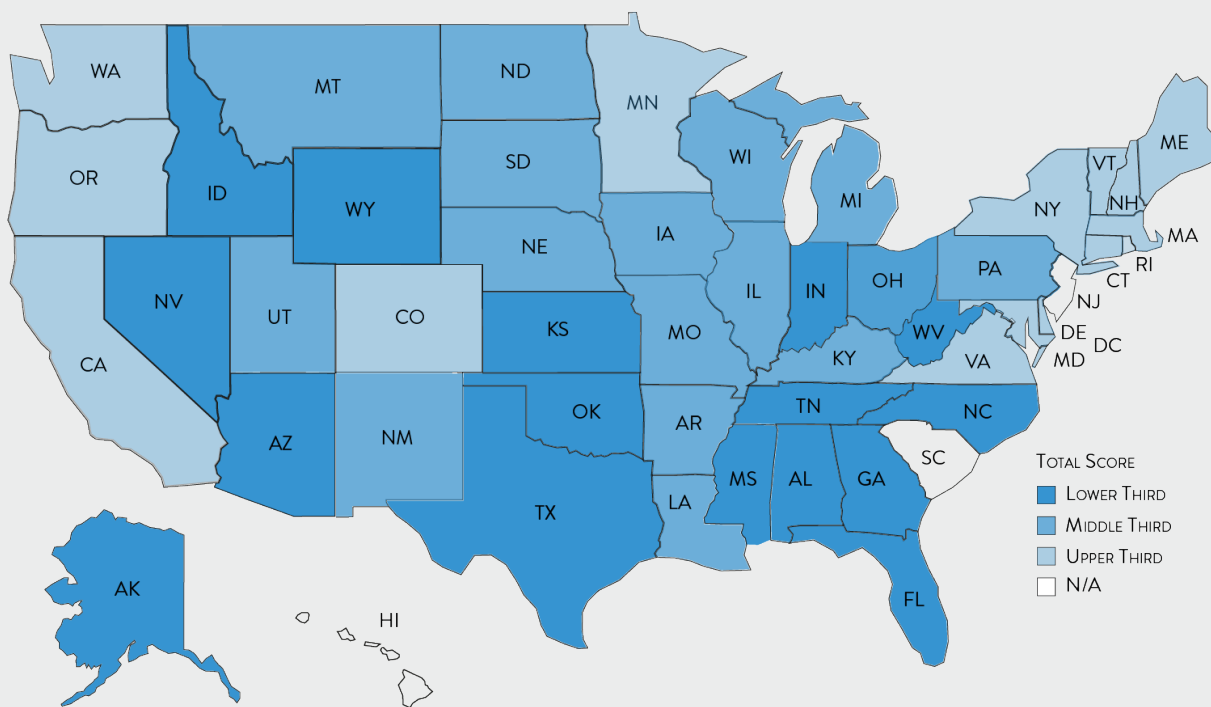 WA
MT
ND
MN
ME
VT
OR
ID
SD
WI
NH
WY
MI
NY
MA
IA
NE
RI
PA
CT
NV
IL
IN
OH
NJ
UT
CO
KS
MO
WV
DE
DC
MD
CA
KY
VA
TN
NC
OK
AZ
NM
AR
SC
MS
AL
GA
LA
TX
AK
FL
HI
TOTAL SCORE
LOWER THIRD
MIDDLE THIRD
UPPER THIRD
N/A